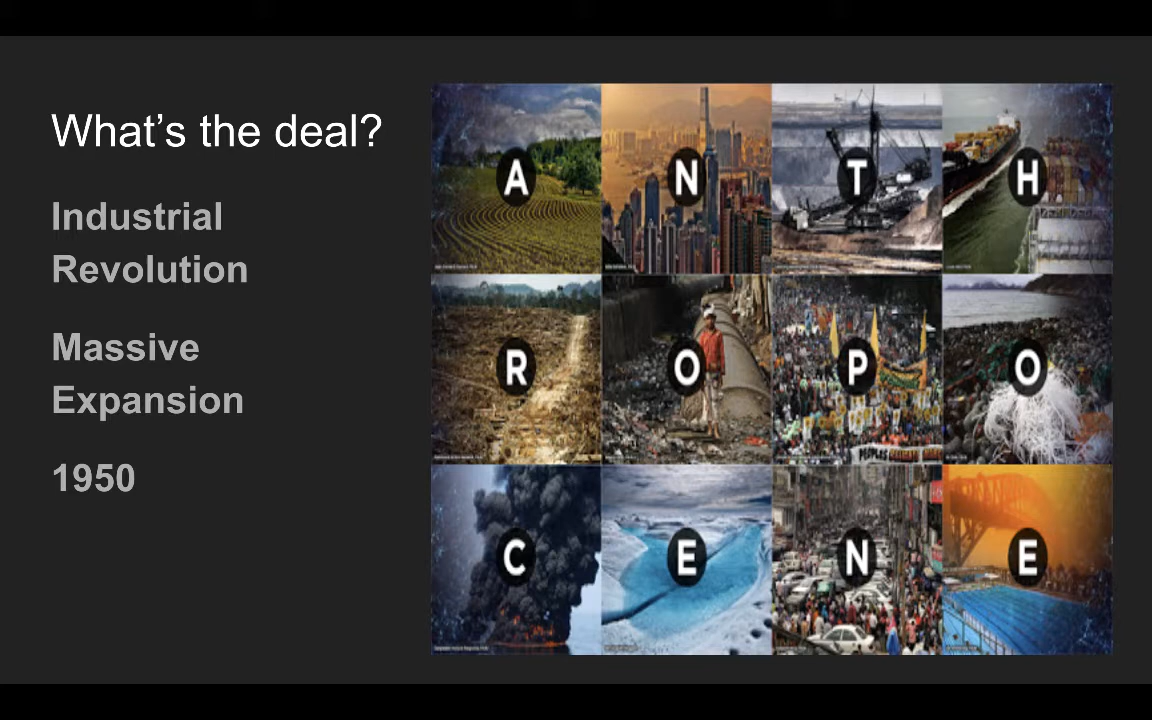 What's the deal?
Industrial
Revolution
Massive
Expansion
1950
A N T H
R O P O
C E N E